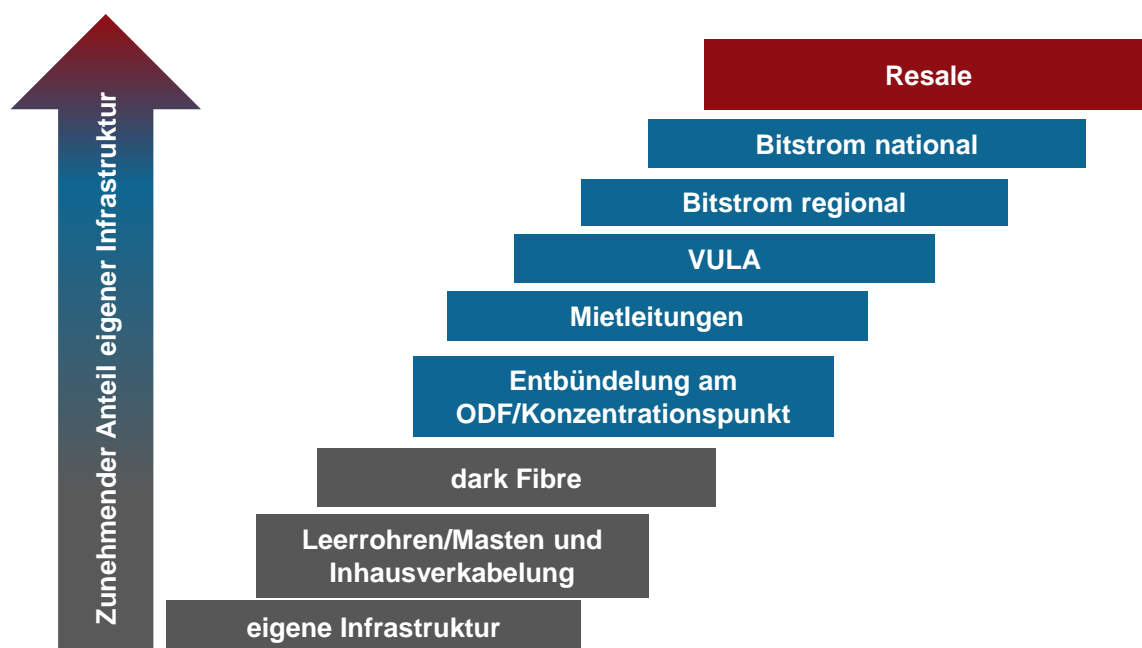 Zunehmender Anteil eigener Infrastruktur
Resale
Bitstrom national
Bitstrom regional
VULA
Mietleitungen
Entbündelung am
ODF/Konzentrationspunkt
dark Fibre
Leerrohren/Masten und
Inhausverkabelung
eigene Infrastruktur